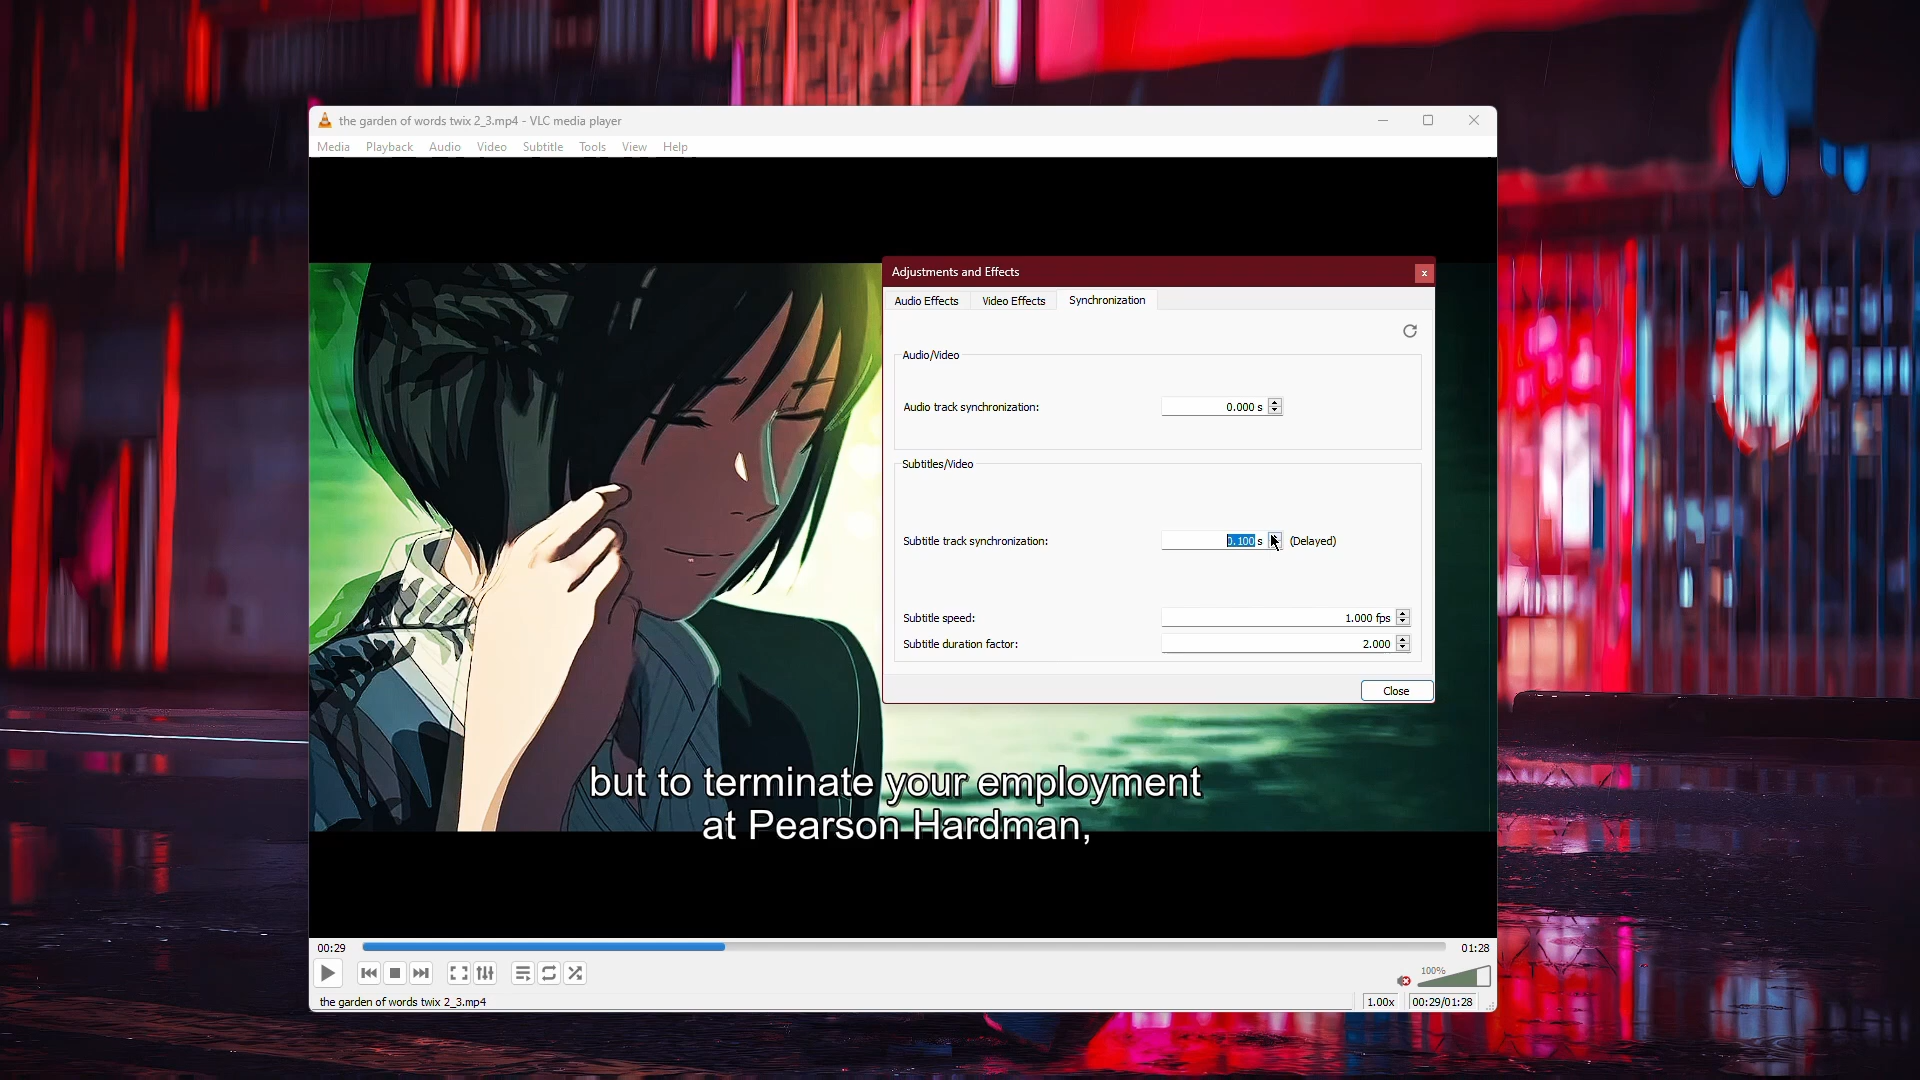 the garden of words twix 2_3.mp4 - VLC media player
Media Playback Audio Video Subtitle Tools View Help
Adjustments and Effects
x
Audio Effects Video Effects Synchronization
Audio/Video
Audio track synchronization: 0.000 s
Subtitles/Video
Subtitle track synchronization: 0.100 s (Delayed)
Subtitle speed: 1.000 fps
Subtitle duration factor: 2.000
Close
but to terminate your employment
at Pearson Hardman,
00:29 01:28
100%
the garden of words twix 2_3.mp4 1.00x 00:29/01:28